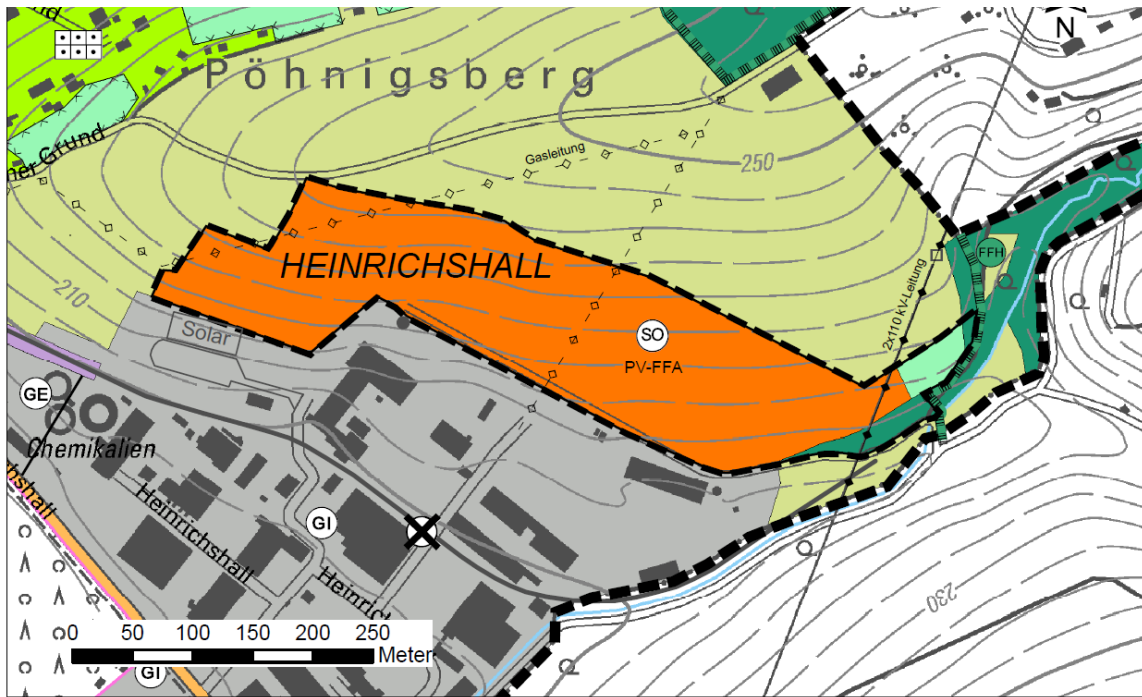 N
Pöhnigsberg
ner Grund
Gasleitung
250
HEINRICHSHALL
FFH
210
2x110 kV-Leitung
Solar
SO
PV-FFA
GE
Chemikalien
Heinrichshall
GI
Heinric
230
0 50 100 150 200 250
Meter
GI